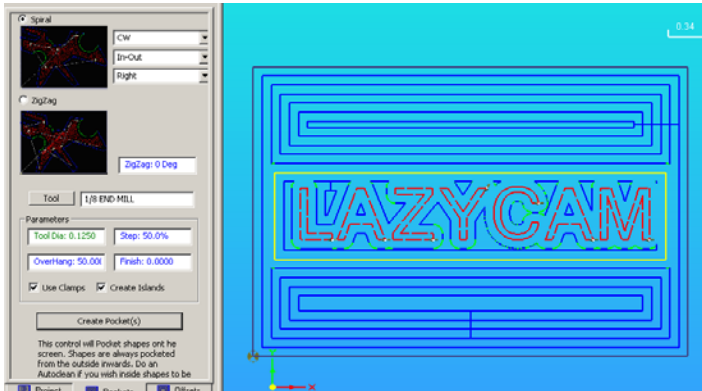 Spiral
CW
In-Out
Right
ZigZag
ZigZag: 0 Deg
Tool
1/8 END MILL
Parameters
Tool Dia: 0.1250
Step: 50.0%
OverHang: 50.00
Finish: 0.0000
Use Clamps
Create Islands
Create Pocket(s)
This control will Pocket shapes ont he
screen. Shapes are always pocketed
from the outside inwards. Do an
Autoclean if you wish inside shapes to be
Project
Pockets
Offsets
0.34
LAZYCAM
X